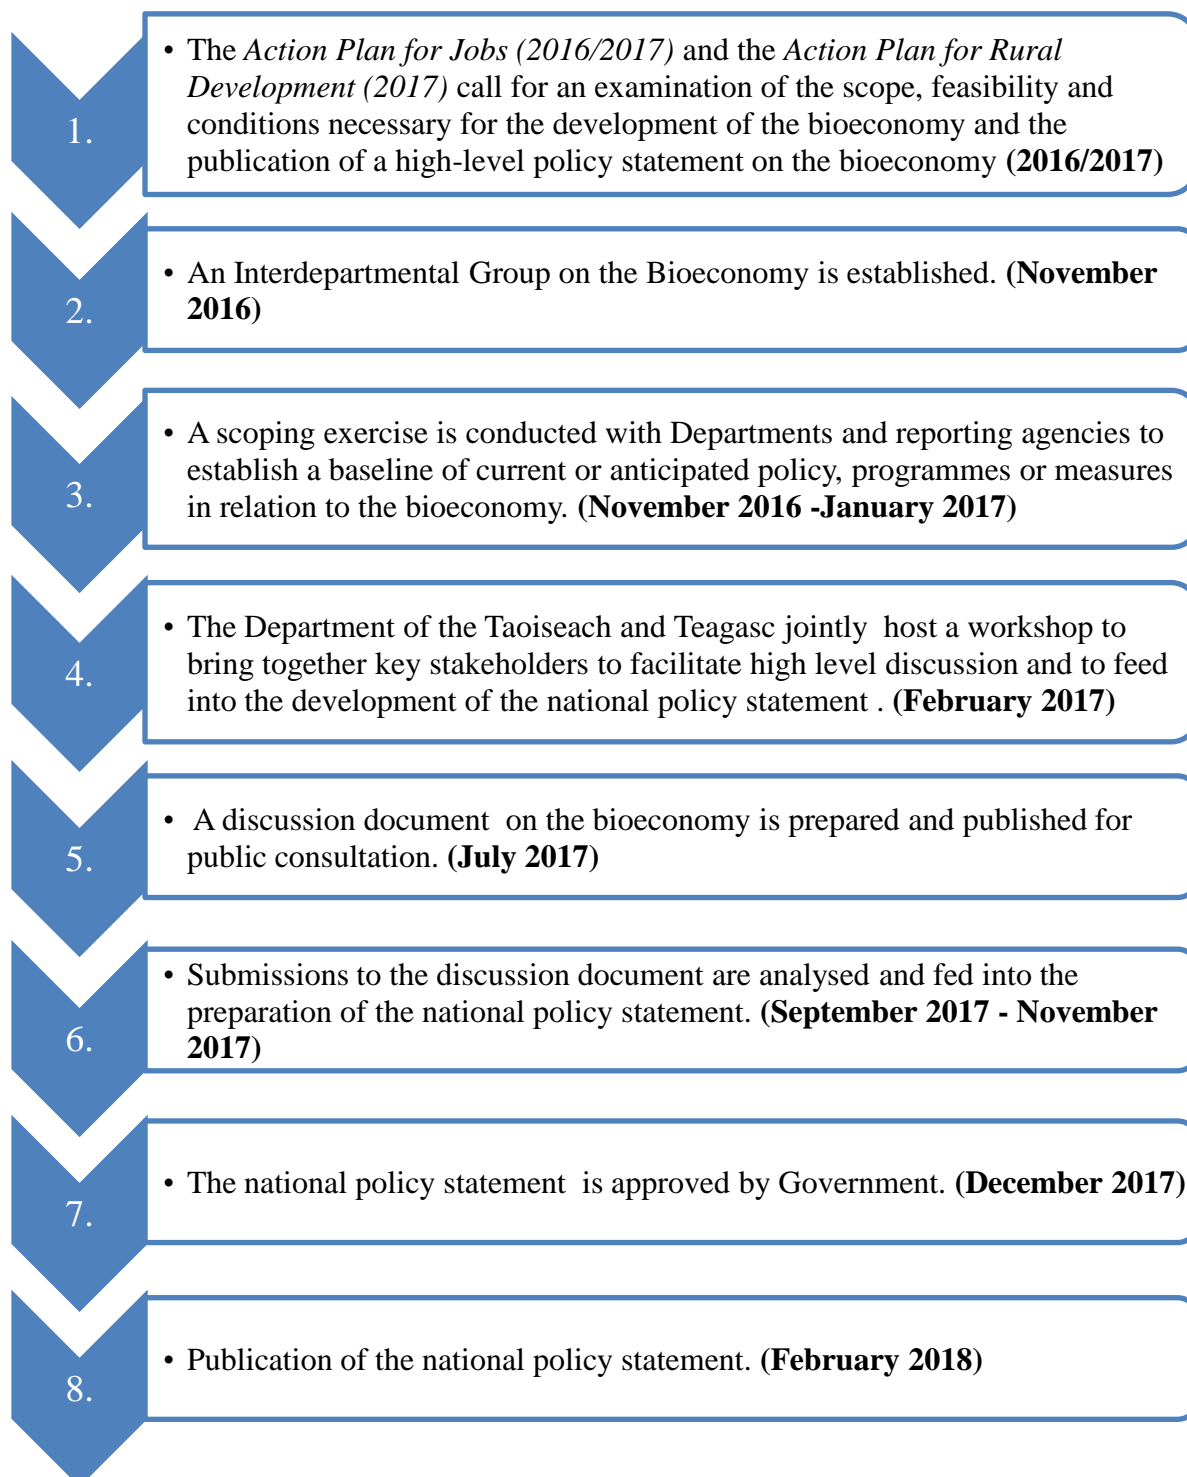 1.
• The Action Plan for Jobs (2016/2017) and the Action Plan for Rural
Development (2017) call for an examination of the scope, feasibility and
conditions necessary for the development of the bioeconomy and the
publication of a high-level policy statement on the bioeconomy (2016/2017)
2.
• An Interdepartmental Group on the Bioeconomy is established. (November
2016)
3.
• A scoping exercise is conducted with Departments and reporting agencies to
establish a baseline of current or anticipated policy, programmes or measures
in relation to the bioeconomy. (November 2016 -January 2017)
4.
• The Department of the Taoiseach and Teagasc jointly  host a workshop to
bring together key stakeholders to facilitate high level discussion and to feed
into the development of the national policy statement . (February 2017)
5.
•  A discussion document  on the bioeconomy is prepared and published for
public consultation. (July 2017)
6.
• Submissions to the discussion document are analysed and fed into the
preparation of the national policy statement. (September 2017 - November
2017)
7.
• The national policy statement  is approved by Government. (December 2017)
8.
• Publication of the national policy statement. (February 2018)